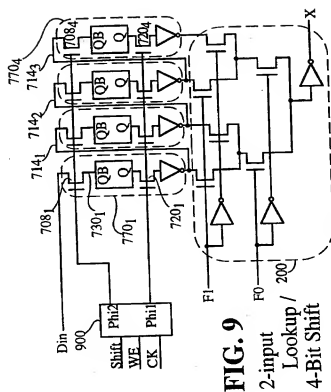 770₄
708₄
720₄
714₃
714₂
714₁
708₁
730₁
770₁
720₁
QB
Q
QB
Q
QB
Q
QB
Q
Din
X
900
Phi2
Phi1
Shift
WE
CK
F1
F0
200
FIG. 9
2-input
Lookup /
4-Bit Shift